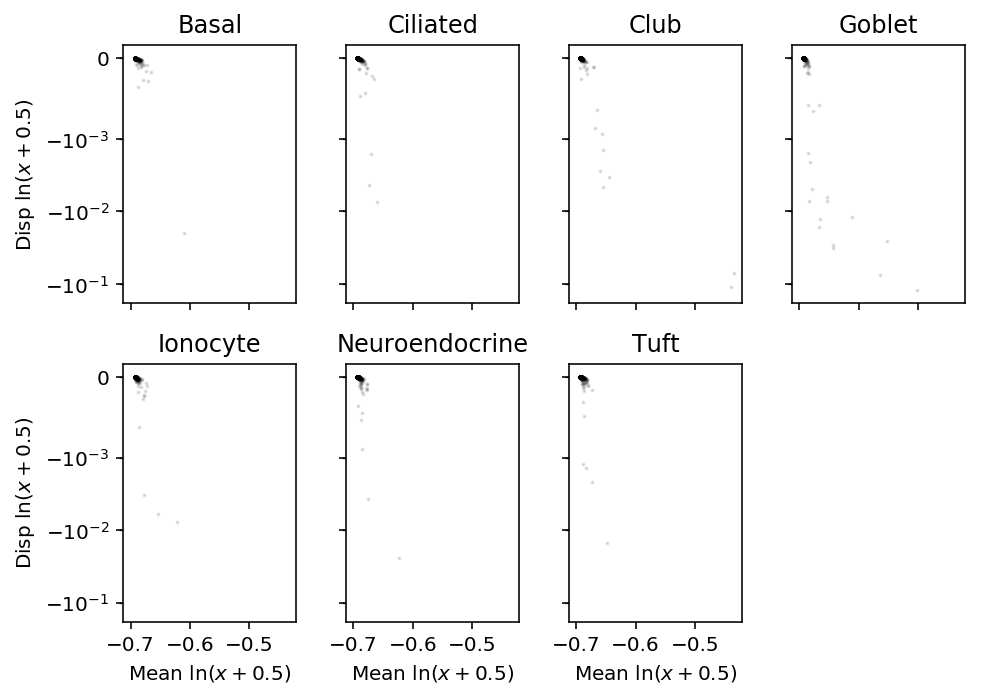 Basal Ciliated Club Goblet
Disp ln(x + 0.5)
0
−10⁻³
−10⁻²
−10⁻¹
Ionocyte Neuroendocrine Tuft
Disp ln(x + 0.5)
0
−10⁻³
−10⁻²
−10⁻¹
−0.7 −0.6 −0.5 −0.7 −0.6 −0.5 −0.7 −0.6 −0.5
Mean ln(x + 0.5) Mean ln(x + 0.5) Mean ln(x + 0.5)